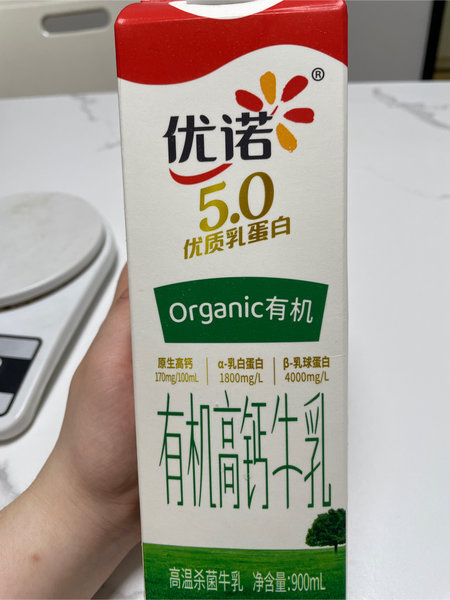 ®
优诺
5.0
优质乳蛋白
Organic有机
原生高钙 α-乳白蛋白 β-乳球蛋白
170mg/100mL 1800mg/L 4000mg/L
有机高钙牛乳
高温杀菌牛乳 净含量:900mL